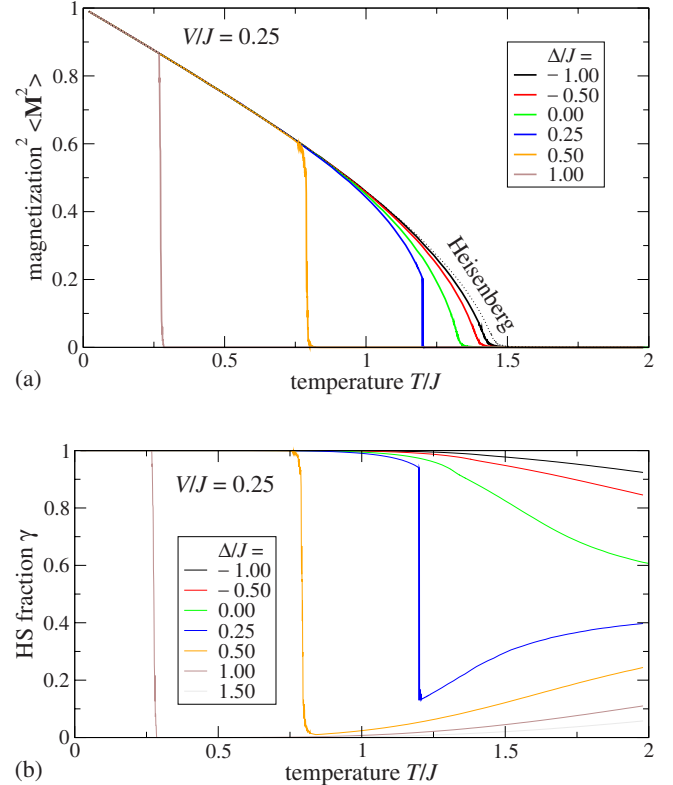 1
V/J = 0.25
Δ/J =
− 1.00
− 0.50
0.00
0.25
0.50
1.00
0.8
0.6
0.4
0.2
0
magnetization² <M²>
Heisenberg
0 0.5 1 1.5 2
(a)
temperature T/J
1
V/J = 0.25
0.8
0.6
0.4
0.2
0
HS fraction γ
Δ/J =
− 1.00
− 0.50
0.00
0.25
0.50
1.00
1.50
0 0.5 1 1.5 2
(b)
temperature T/J